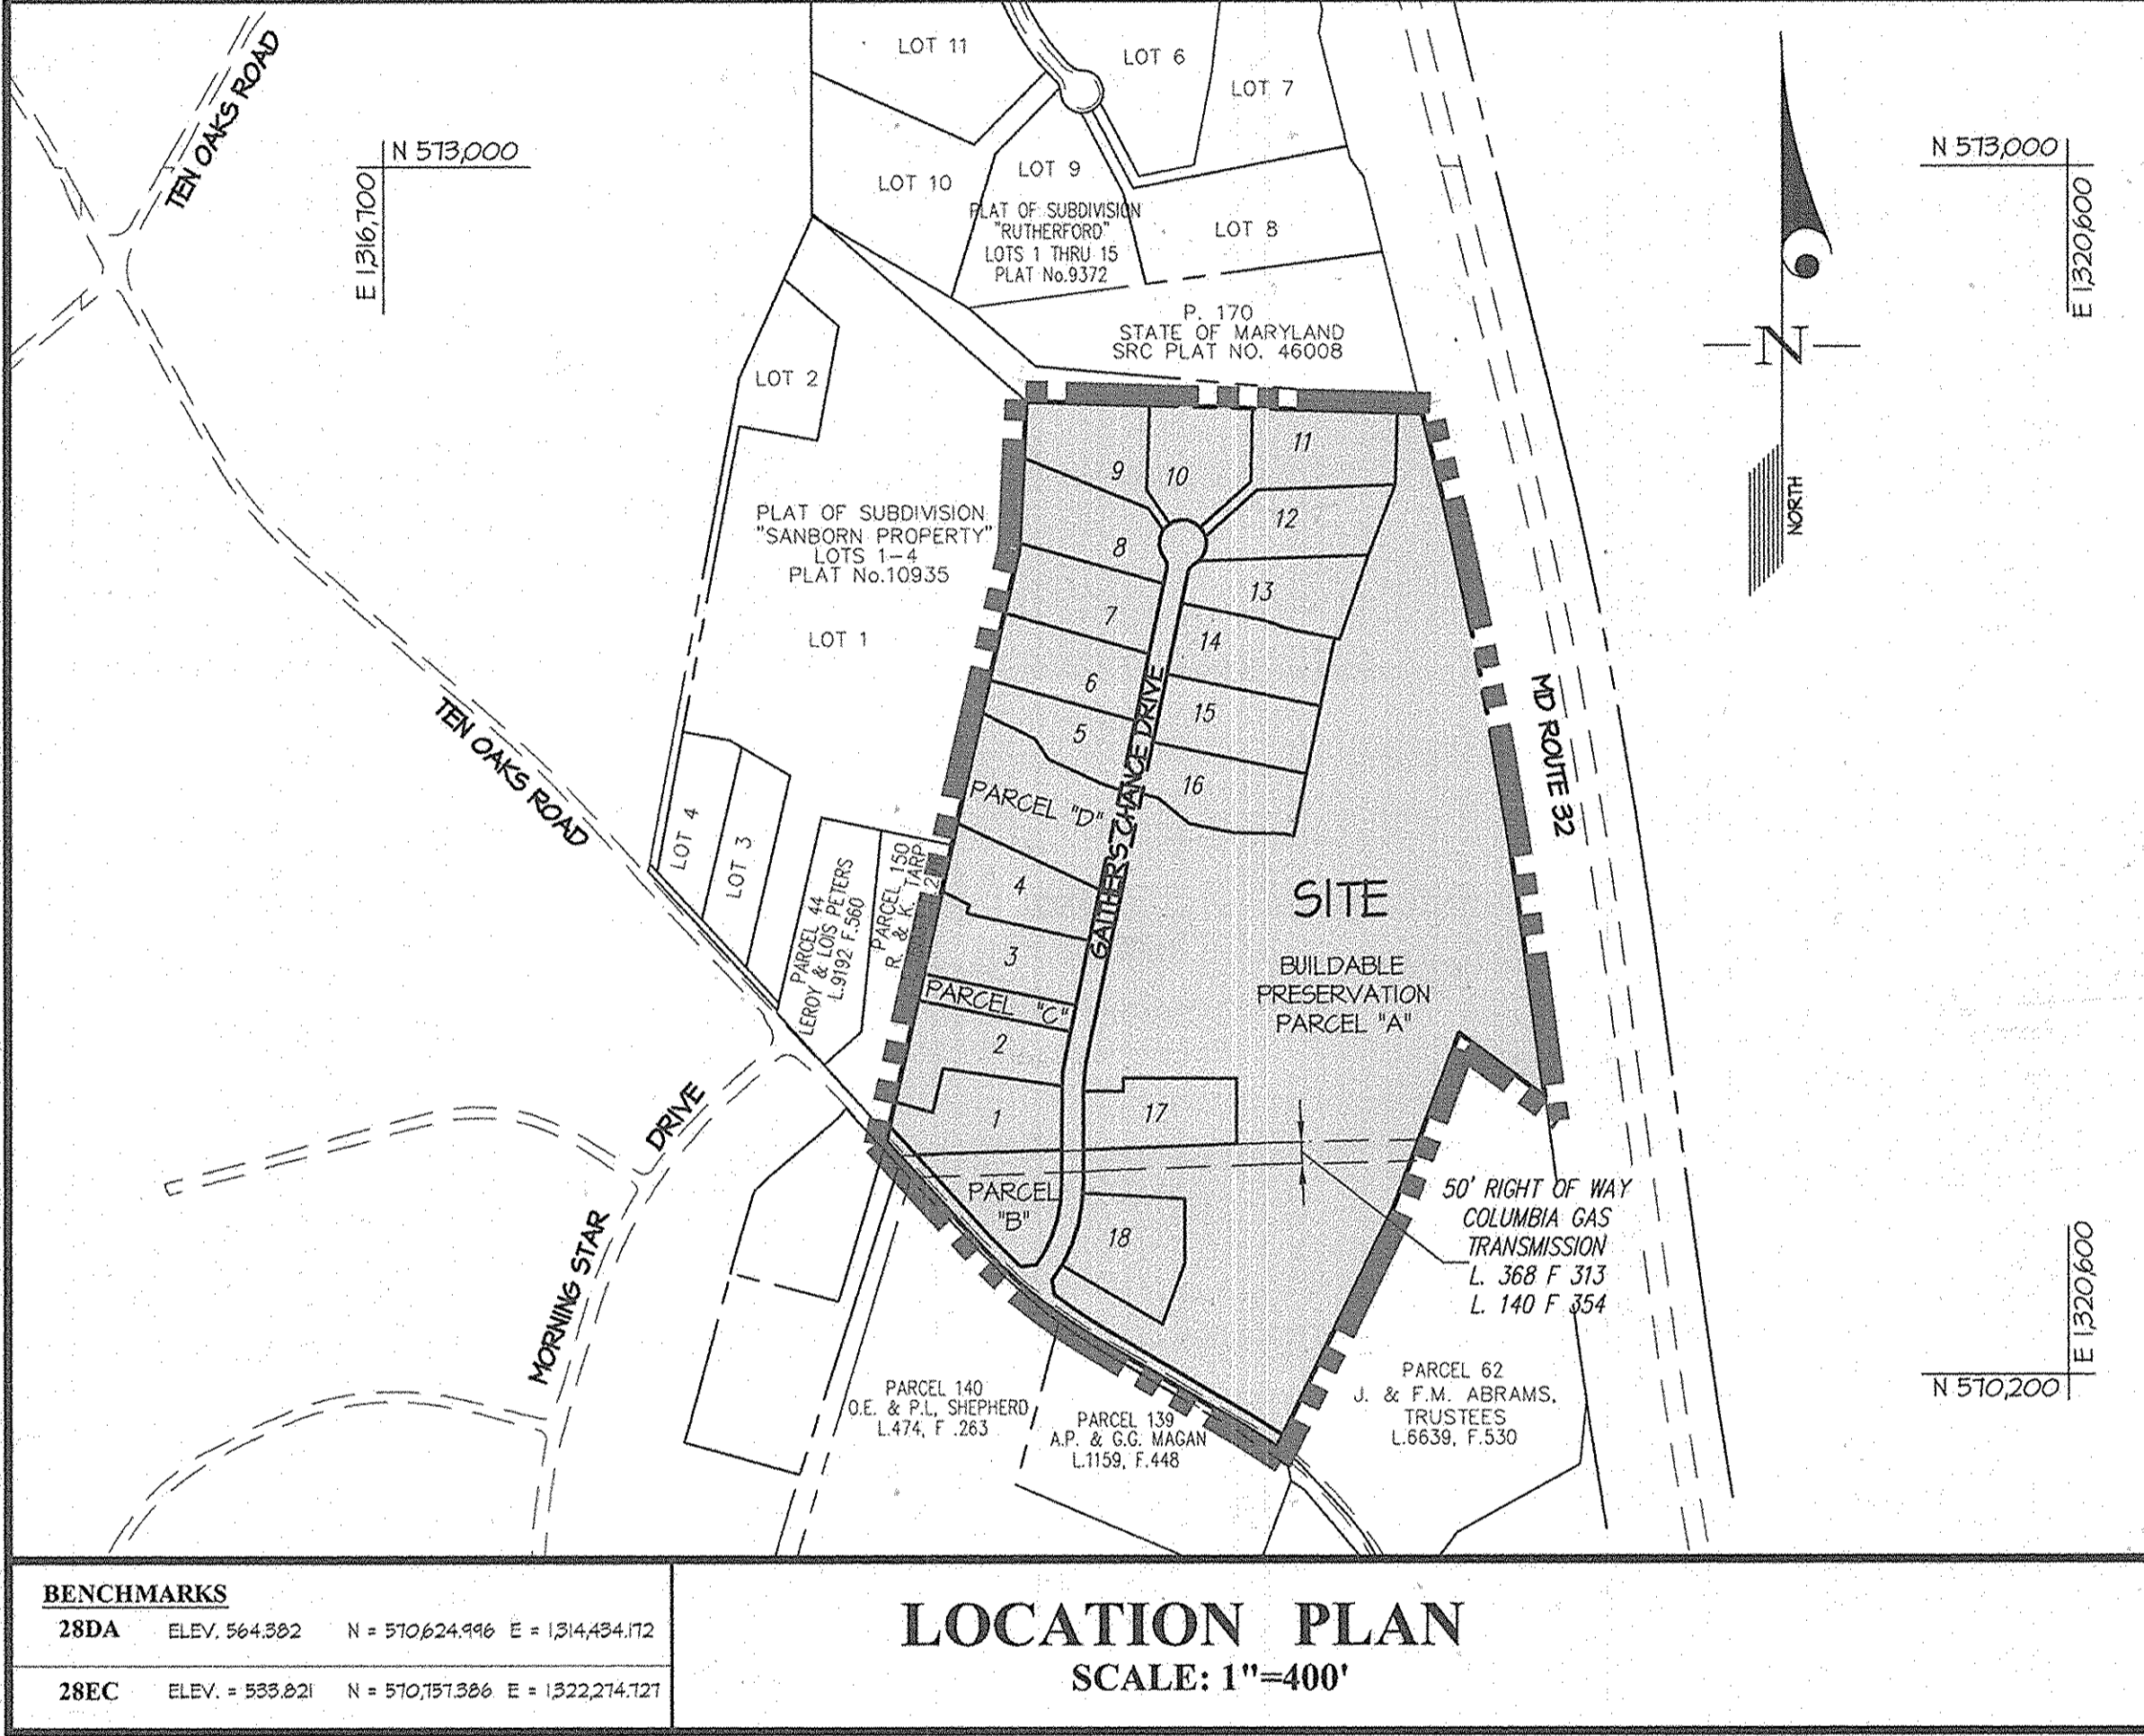 LOT 11
LOT 6
LOT 7
TEN OAKS ROAD
N 573,000
E 1,316,700
N 573,000
E 1,320,600
LOT 10
LOT 9
PLAT OF SUBDIVISION
"RUTHERFORD"
LOTS 1 THRU 15
PLAT No.9372
LOT 8
P. 170
STATE OF MARYLAND
SRC PLAT NO. 46008
N
NORTH
LOT 2
9
10
11
12
PLAT OF SUBDIVISION
"SANBORN PROPERTY"
LOTS 1-4
PLAT No.10935
8
13
7
14
LOT 1
6
15
5
16
TEN OAKS ROAD
MD ROUTE 32
GAITHER'S CHANCE DRIVE
PARCEL "D"
LOT 4
LOT 3
PARCEL 44
LEROY & LOIS PETERS
L.9192 F.560
PARCEL 150
R. & K. TARP
4
SITE
BUILDABLE
PRESERVATION
PARCEL "A"
3
PARCEL "C"
2
1
17
MORNING STAR DRIVE
PARCEL
"B"
18
50' RIGHT OF WAY
COLUMBIA GAS
TRANSMISSION
L. 368 F 313
L. 140 F 354
E 1,320,600
N 570,200
PARCEL 140
O.E. & P.L. SHEPHERD
L.474, F .263
PARCEL 139
A.P. & G.G. MAGAN
L.1159, F.448
PARCEL 62
J. & F.M. ABRAMS,
TRUSTEES
L.6639, F.530
BENCHMARKS
28DA ELEV. 564.382 N = 570,624.996 E = 1,314,434.172
28EC ELEV. = 533.821 N = 570,757.386 E = 1,322,274.727
LOCATION PLAN
SCALE: 1"=400'